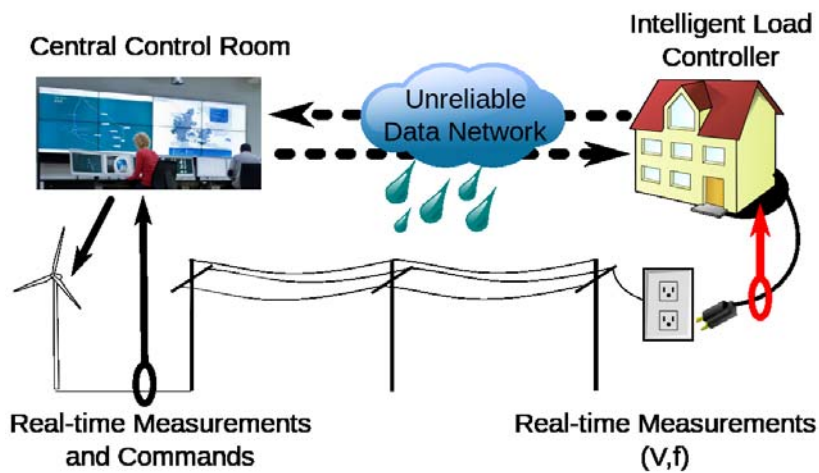 Central Control Room
Intelligent Load
Controller
Unreliable
Data Network
Real-time Measurements
and Commands
Real-time Measurements
(V,f)